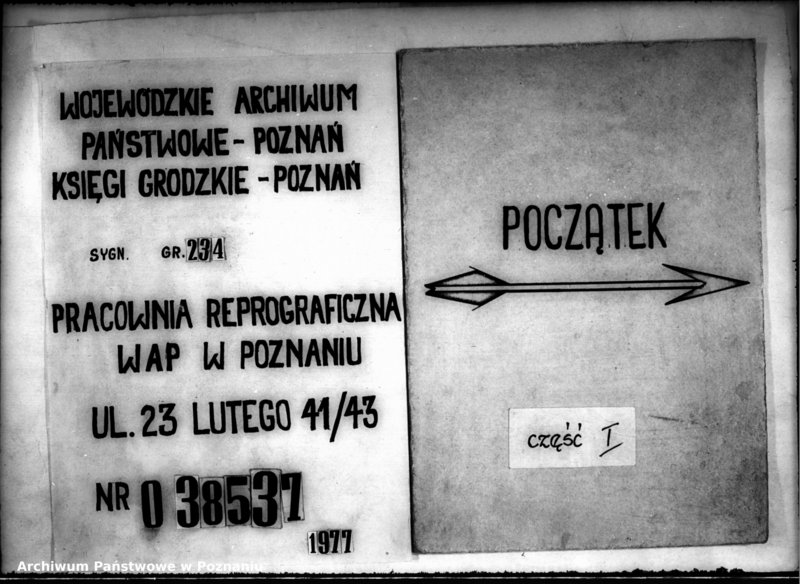 WOJEWÓDZKIE ARCHIWUM
PAŃSTWOWE - POZNAŃ
KSIĘGI GRODZKIE - POZNAŃ
SYGN. GR. 234
PRACOWNIA REPROGRAFICZNA
WAP W POZNANIU
UL. 23 LUTEGO 41/43
NR 038537
1977
POCZĄTEK
część I
Archiwum Państwowe w Poznaniu